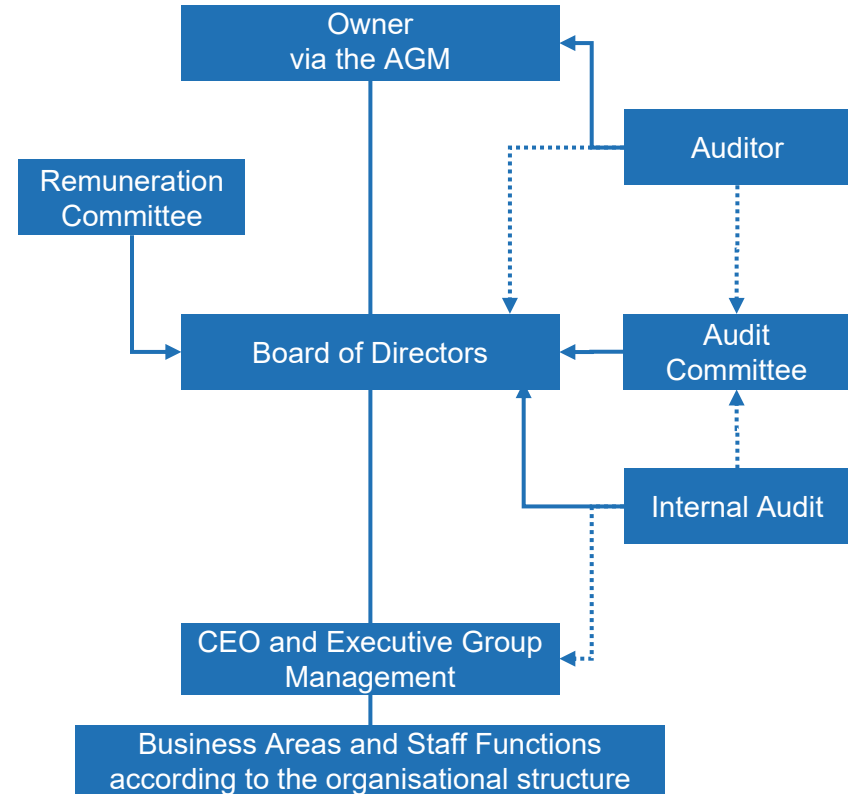 Owner
via the AGM
Auditor
Remuneration
Committee
Board of Directors
Audit
Committee
Internal Audit
CEO and Executive Group
Management
Business Areas and Staff Functions
according to the organisational structure